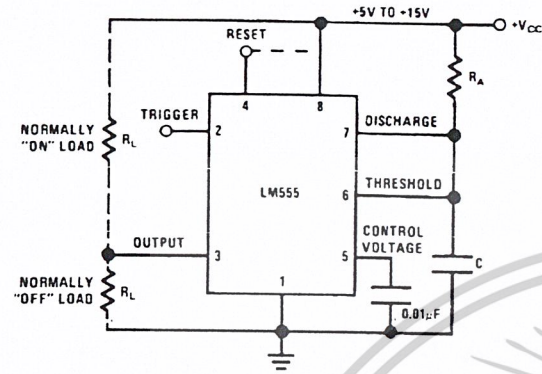 +5V TO +15V
+VCC
RESET
RA
4
8
TRIGGER
2
7
DISCHARGE
NORMALLY
"ON" LOAD
RL
LM555
6
THRESHOLD
OUTPUT
3
CONTROL
VOLTAGE
5
C
NORMALLY
"OFF" LOAD
RL
1
0.01μF